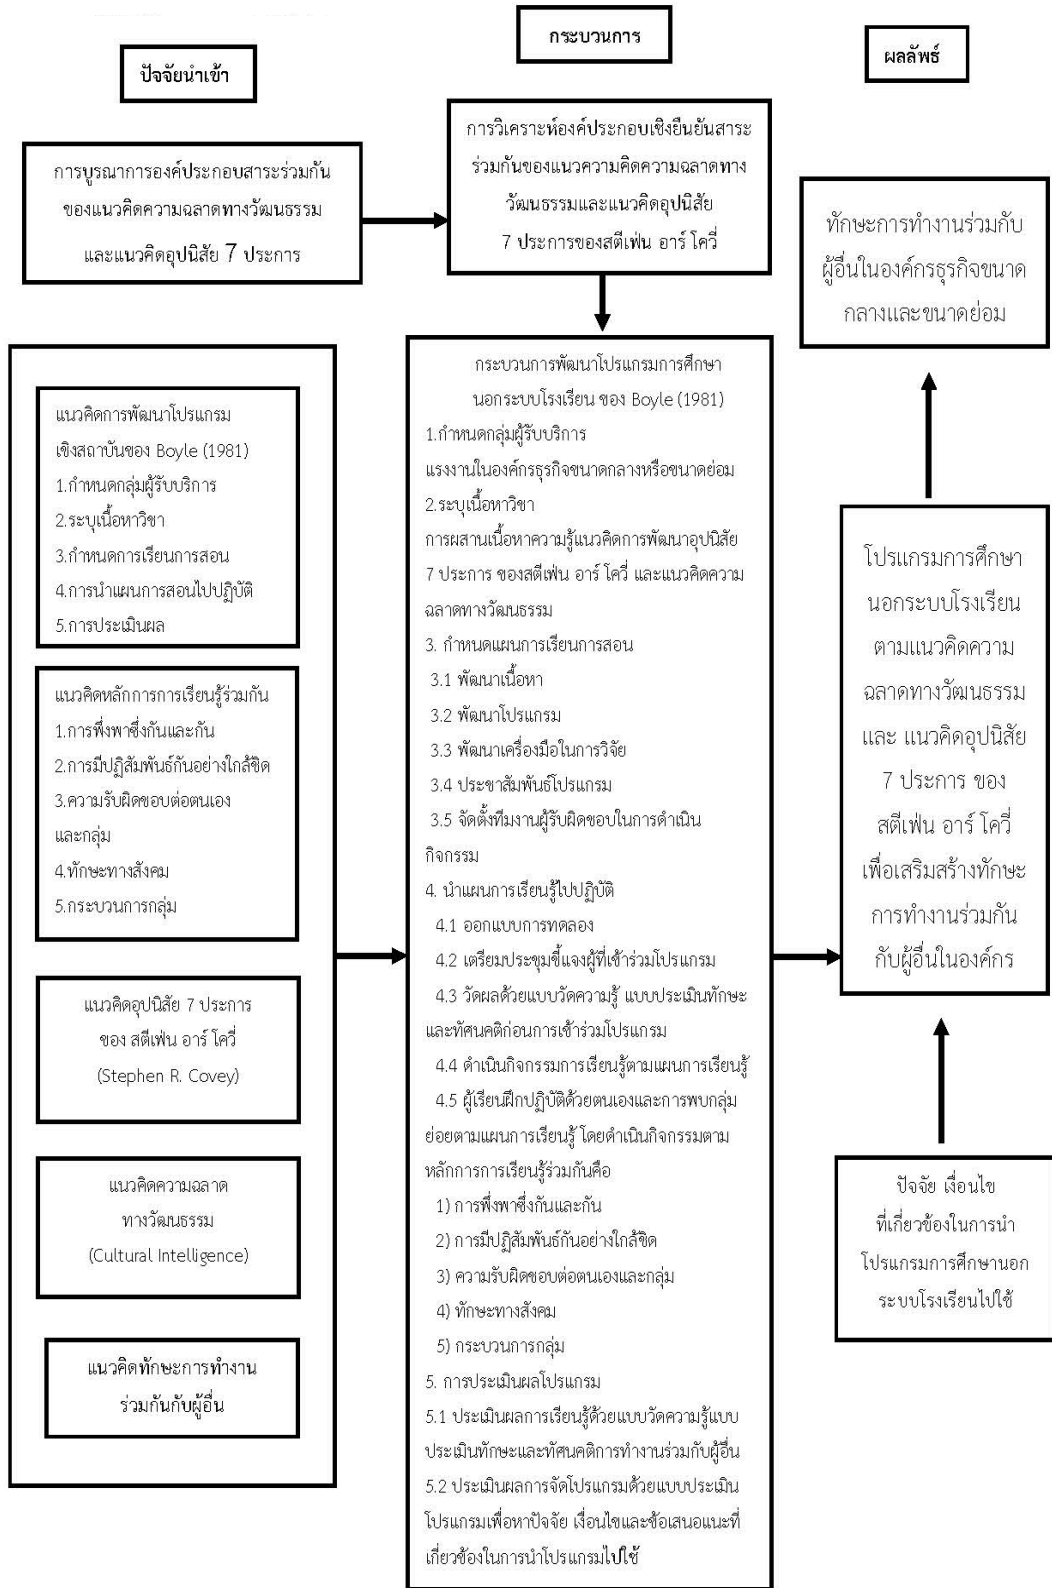 ปัจจัยนำเข้า
กระบวนการ
ผลลัพธ์
การบูรณาการองค์ประกอบสาระร่วมกัน
ของแนวคิดความฉลาดทางวัฒนธรรม
และแนวคิดอุปนิสัย 7 ประการ
การวิเคราะห์องค์ประกอบเชิงยืนยันสาระ
ร่วมกันของแนวความคิดความฉลาดทาง
วัฒนธรรมและแนวคิดอุปนิสัย
7 ประการของสตีเฟ่น อาร์ โควี่
ทักษะการทำงานร่วมกับ
ผู้อื่นในองค์กรธุรกิจขนาด
กลางและขนาดย่อม
แนวคิดการพัฒนาโปรแกรม
เชิงสถาบันของ Boyle (1981)
1.กำหนดกลุ่มผู้รับบริการ
2.ระบุเนื้อหาวิชา
3.กำหนดการเรียนการสอน
4.การนำแผนการสอนไปปฏิบัติ
5.การประเมินผล
แนวคิดหลักการการเรียนรู้ร่วมกัน
1.การพึ่งพาซึ่งกันและกัน
2.การมีปฏิสัมพันธ์กันอย่างใกล้ชิด
3.ความรับผิดชอบต่อตนเอง
และกลุ่ม
4.ทักษะทางสังคม
5.กระบวนการกลุ่ม
แนวคิดอุปนิสัย 7 ประการ
ของ สตีเฟ่น อาร์ โควี่
(Stephen R. Covey)
แนวคิดความฉลาด
ทางวัฒนธรรม
(Cultural Intelligence)
แนวคิดทักษะการทำงาน
ร่วมกันกับผู้อื่น
กระบวนการพัฒนาโปรแกรมการศึกษา
นอกระบบโรงเรียน ของ Boyle (1981)
1.กำหนดกลุ่มผู้รับบริการ
แรงงานในองค์กรธุรกิจขนาดกลางหรือขนาดย่อม
2.ระบุเนื้อหาวิชา
การผสานเนื้อหาความรู้แนวคิดการพัฒนาอุปนิสัย
7 ประการ ของสตีเฟ่น อาร์ โควี่ และแนวคิดความ
ฉลาดทางวัฒนธรรม
3. กำหนดแผนการเรียนการสอน
3.1 พัฒนาเนื้อหา
3.2 พัฒนาโปรแกรม
3.3 พัฒนาเครื่องมือในการวิจัย
3.4 ประชาสัมพันธ์โปรแกรม
3.5 จัดตั้งทีมงานผู้รับผิดชอบในการดำเนิน
กิจกรรม
4. นำแผนการเรียนรู้ไปปฏิบัติ
4.1 ออกแบบการทดลอง
4.2 เตรียมประชุมชี้แจงผู้ที่เข้าร่วมโปรแกรม
4.3 วัดผลด้วยแบบวัดความรู้ แบบประเมินทักษะ
และทัศนคติก่อนการเข้าร่วมโปรแกรม
4.4 ดำเนินกิจกรรมการเรียนรู้ตามแผนการเรียนรู้
4.5 ผู้เรียนฝึกปฏิบัติด้วยตนเองและการพบกลุ่ม
ย่อยตามแผนการเรียนรู้ โดยดำเนินกิจกรรมตาม
หลักการการเรียนรู้ร่วมกันคือ
1) การพึ่งพาซึ่งกันและกัน
2) การมีปฏิสัมพันธ์กันอย่างใกล้ชิด
3) ความรับผิดชอบต่อตนเองและกลุ่ม
4) ทักษะทางสังคม
5) กระบวนการกลุ่ม
5. การประเมินผลโปรแกรม
5.1 ประเมินผลการเรียนรู้ด้วยแบบวัดความรู้แบบ
ประเมินทักษะและทัศนคติการทำงานร่วมกับผู้อื่น
5.2 ประเมินผลการจัดโปรแกรมด้วยแบบประเมิน
โปรแกรมเพื่อหาปัจจัย เงื่อนไขและข้อเสนอแนะที่
เกี่ยวข้องในการนำโปรแกรมไปใช้
โปรแกรมการศึกษา
นอกระบบโรงเรียน
ตามแนวคิดความ
ฉลาดทางวัฒนธรรม
และ แนวคิดอุปนิสัย
7 ประการ ของ
สตีเฟ่น อาร์ โควี่
เพื่อเสริมสร้างทักษะ
การทำงานร่วมกัน
กับผู้อื่นในองค์กร
ปัจจัย เงื่อนไข
ที่เกี่ยวข้องในการนำ
โปรแกรมการศึกษานอก
ระบบโรงเรียนไปใช้